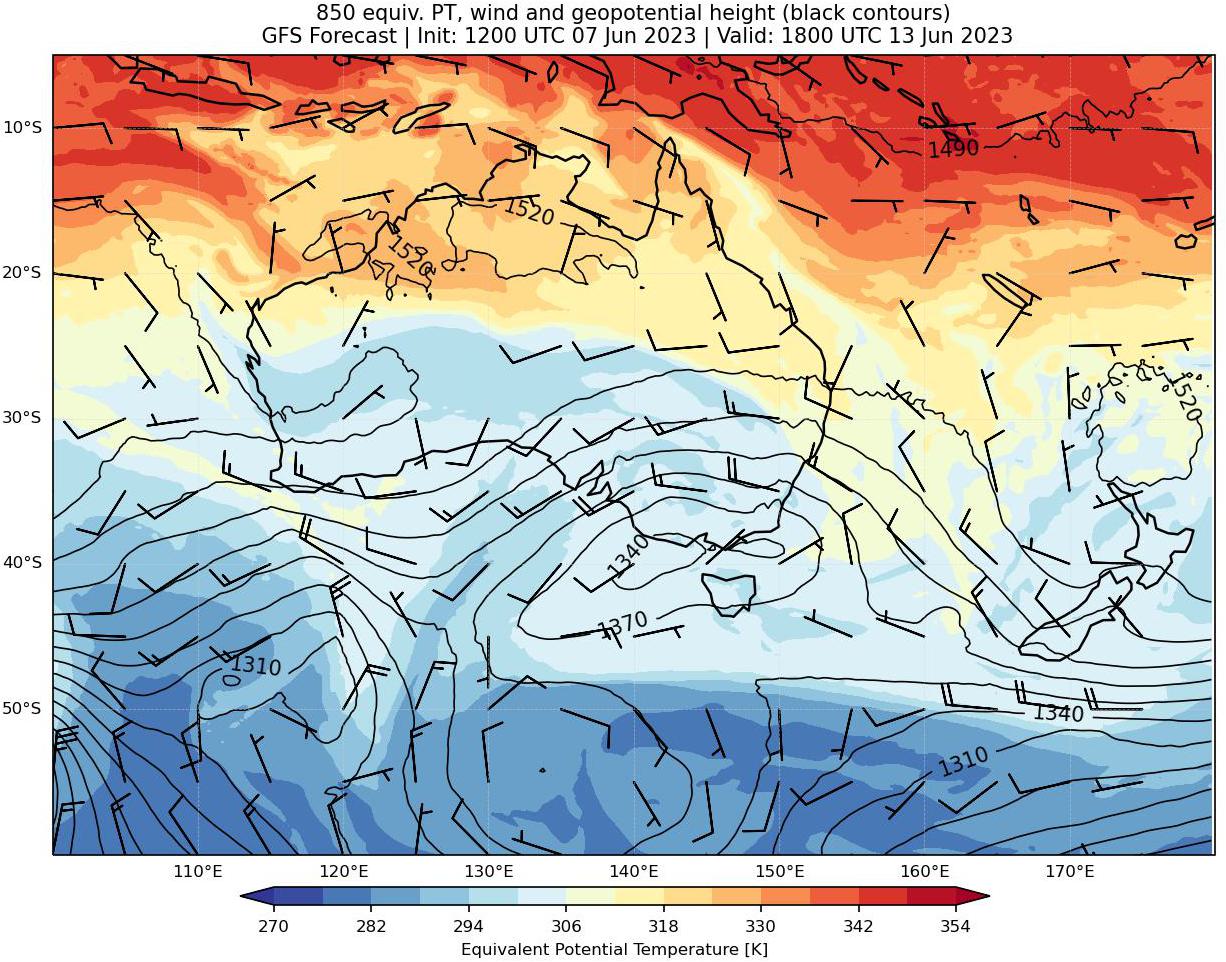 850 equiv. PT, wind and geopotential height (black contours)
GFS Forecast | Init: 1200 UTC 07 Jun 2023 | Valid: 1800 UTC 13 Jun 2023
10°S
1490
1520
1520
20°S
1520
30°S
1340
40°S
1370
1310
50°S
1340
1310
110°E 120°E 130°E 140°E 150°E 160°E 170°E
270 282 294 306 318 330 342 354
Equivalent Potential Temperature [K]